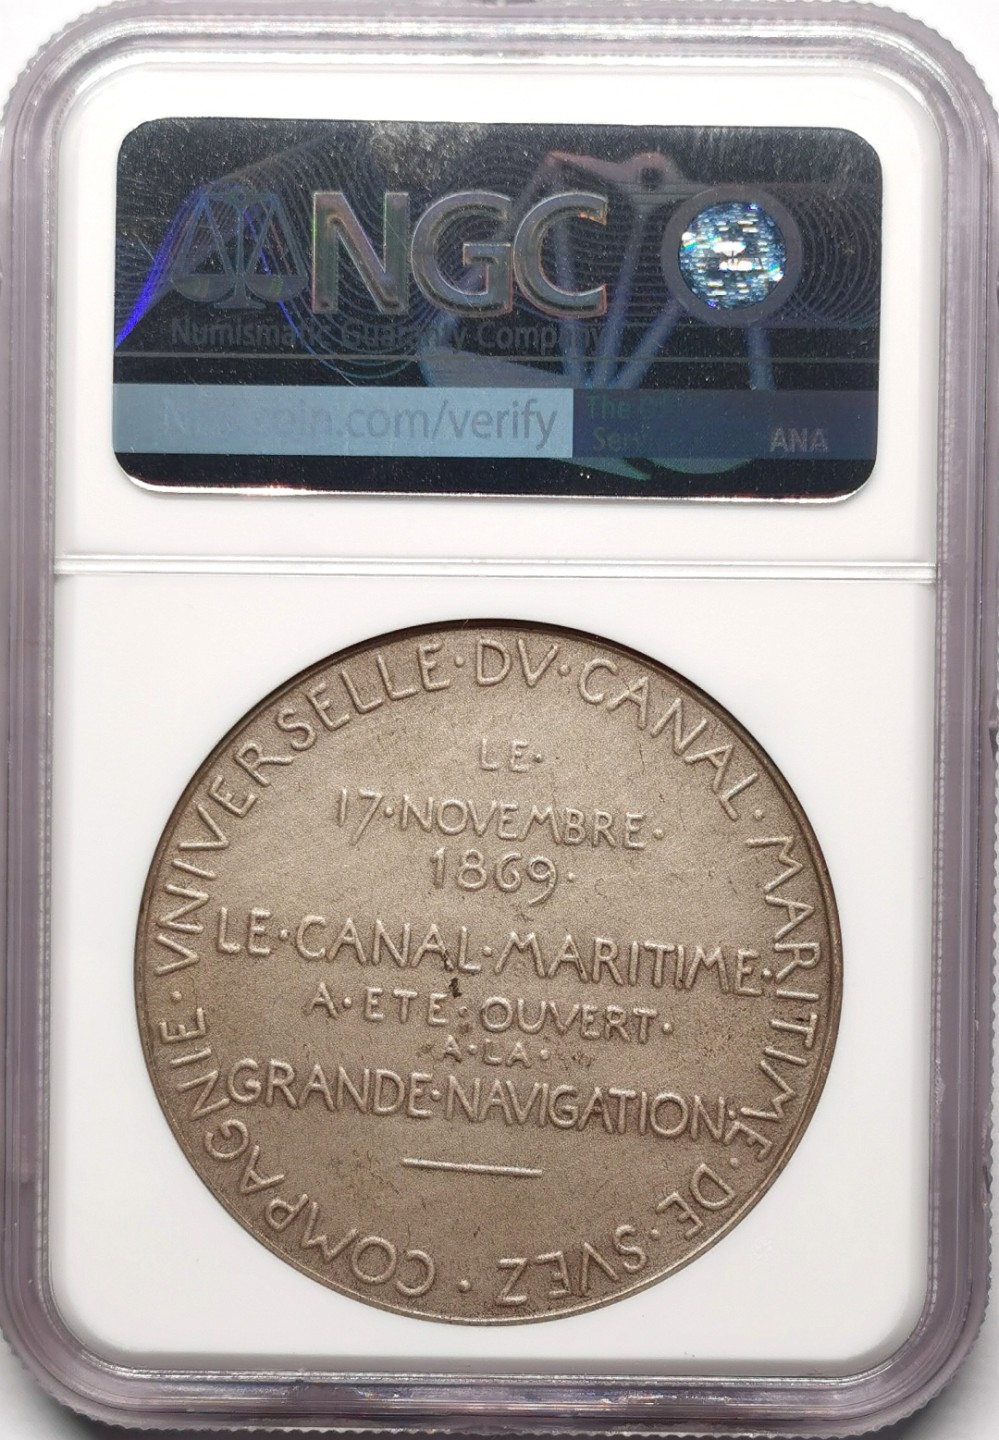 NGC
Numismatic Guaranty Company
coin.com/verify
The
ANA
COMPAGNIE·VNIVERSELLE·DV·CANAL·MARITIME·DE·SVEZ·
LE·
17·NOVEMBRE·
1869·
LE·CANAL·MARITIME·
A·ETE·OUVERT·
A·LA·
GRANDE·NAVIGATION·